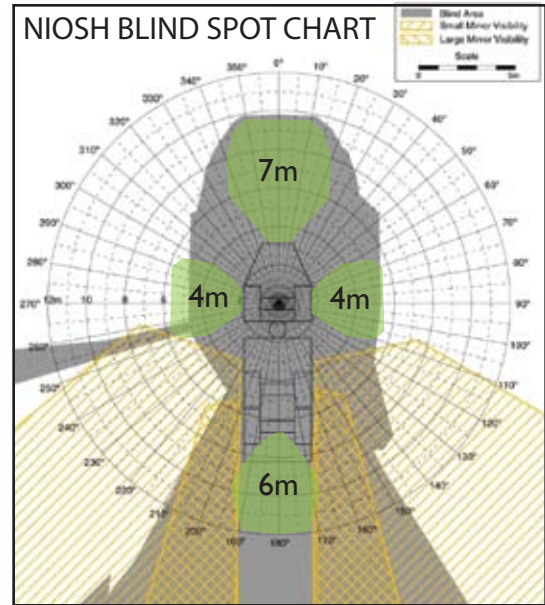 NIOSH BLIND SPOT CHART
Blind Area
Small Mirror Visibility
Large Mirror Visibility
Scale
0 5m
0°
350° 10°
340° 20°
330° 30°
320° 40°
310° 50°
300° 60°
290° 70°
280° 80°
270° 12m 10 8 6 90°
260° 100°
250° 110°
240° 120°
230° 130°
220° 140°
210° 150°
200° 160°
190° 180° 170°
7m
4m 4m
6m